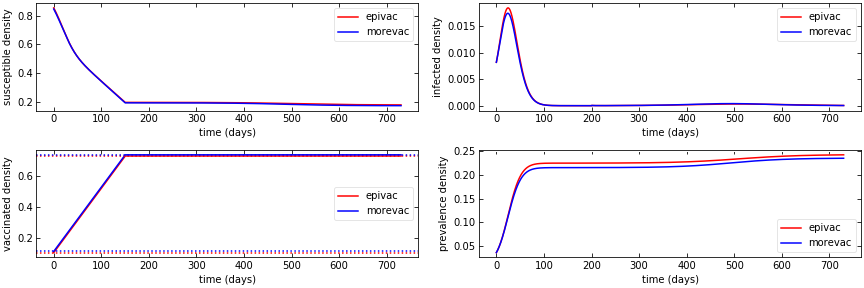 susceptible density
0.8
0.6
0.4
0.2
0 100 200 300 400 500 600 700
time (days)
epivac
morevac
infected density
0.015
0.010
0.005
0.000
0 100 200 300 400 500 600 700
time (days)
epivac
morevac
vaccinated density
0.6
0.4
0.2
0 100 200 300 400 500 600 700
time (days)
epivac
morevac
prevalence density
0.25
0.20
0.15
0.10
0.05
0 100 200 300 400 500 600 700
time (days)
epivac
morevac